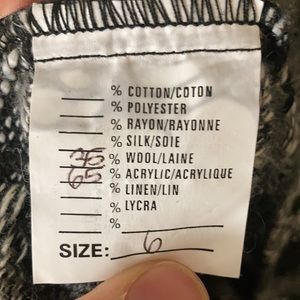 % COTTON/COTON
% POLYESTER
% RAYON/RAYONNE
% SILK/SOIE
35 % WOOL/LAINE
65 % ACRYLIC/ACRYLIQUE
% LINEN/LIN
% LYCRA
%
SIZE: 6